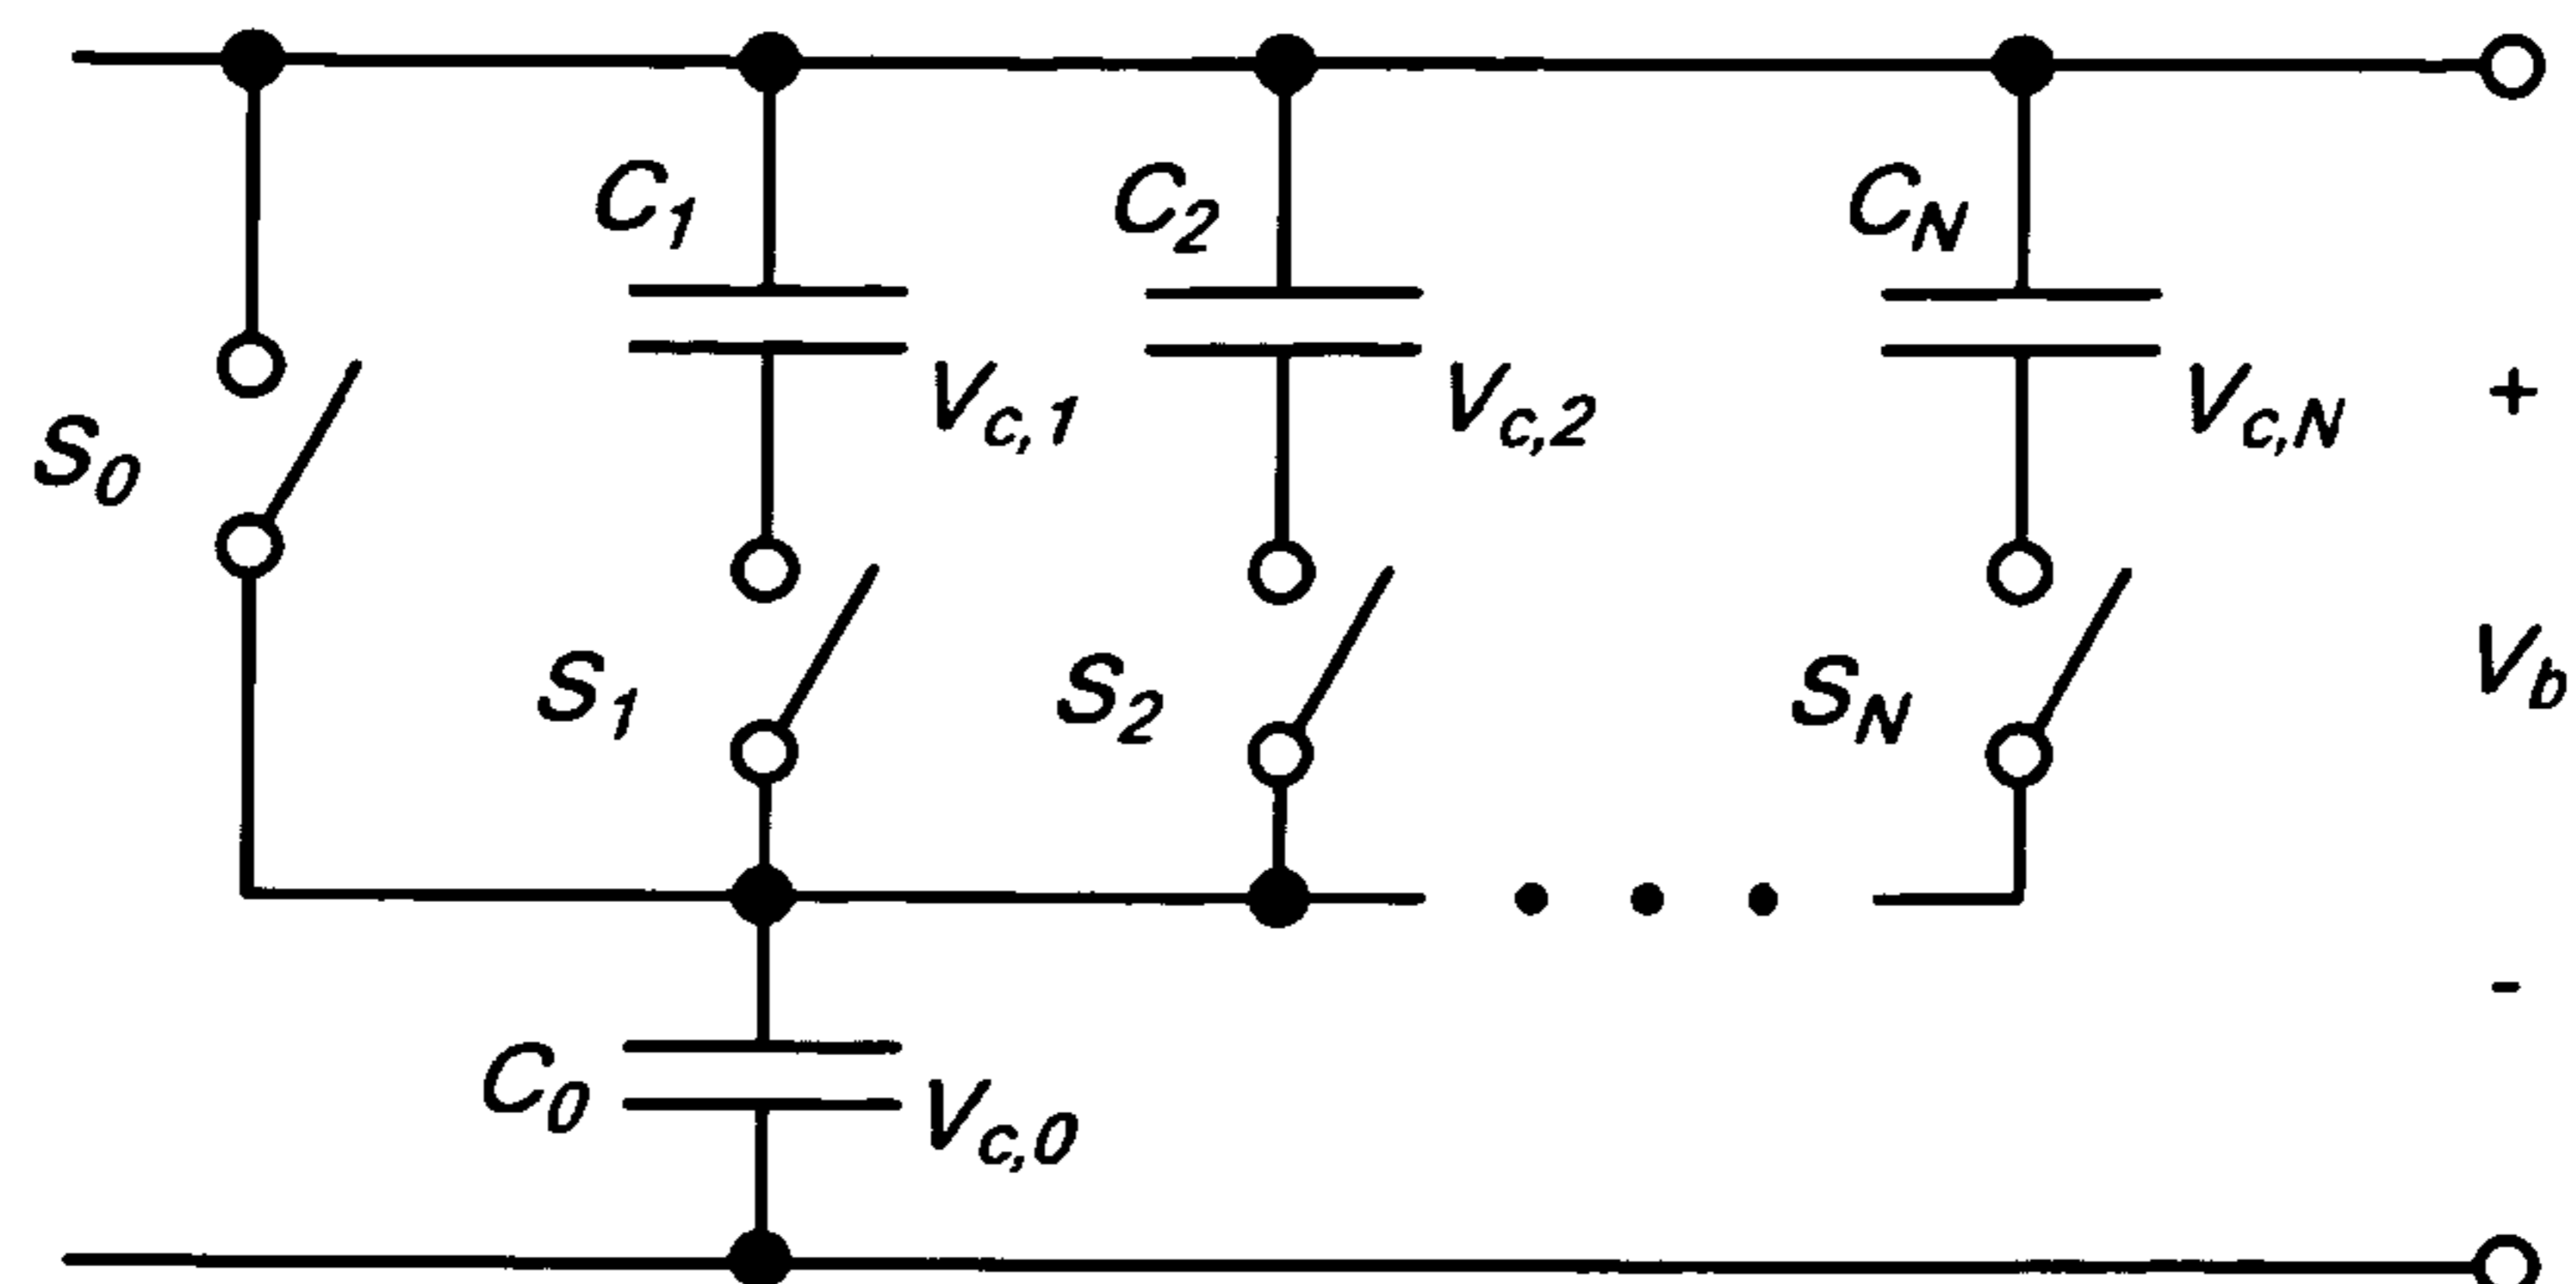 C1 C2 CN
Vc,1 Vc,2 Vc,N +
S0
S1 S2 SN Vb
-
C0 Vc,0